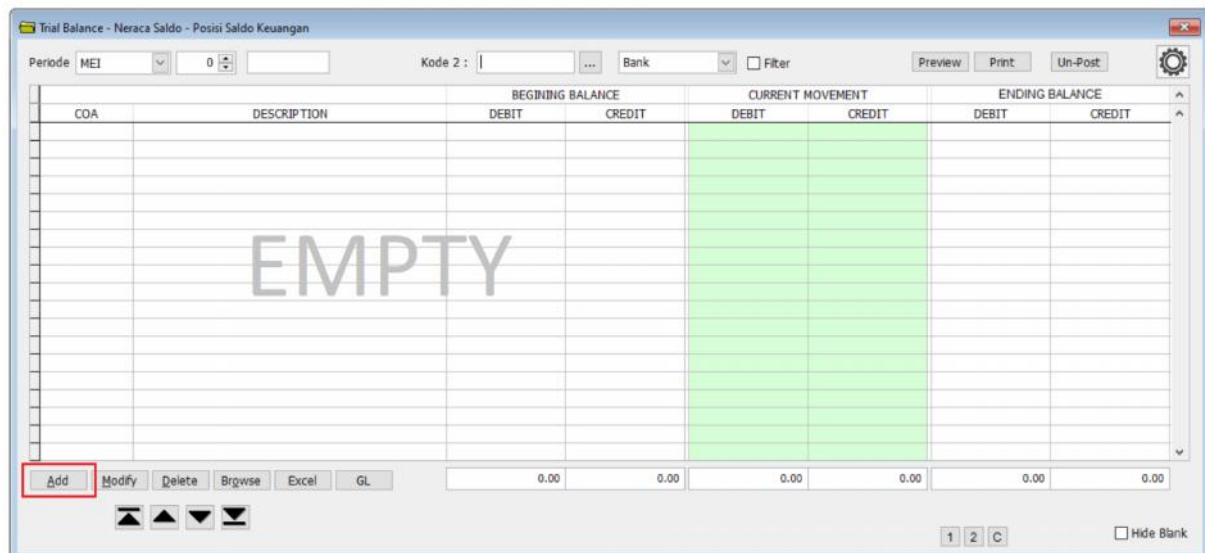 Trial Balance - Neraca Saldo - Posisi Saldo Keuangan
Periode MEI 0 Kode 2 : ... Bank Filter Preview Print Un-Post
BEGINING BALANCE CURRENT MOVEMENT ENDING BALANCE
COA DESCRIPTION DEBIT CREDIT DEBIT CREDIT DEBIT CREDIT
EMPTY
Add Modify Delete Browse Excel GL 0.00 0.00 0.00 0.00 0.00 0.00
1 2 C Hide Blank